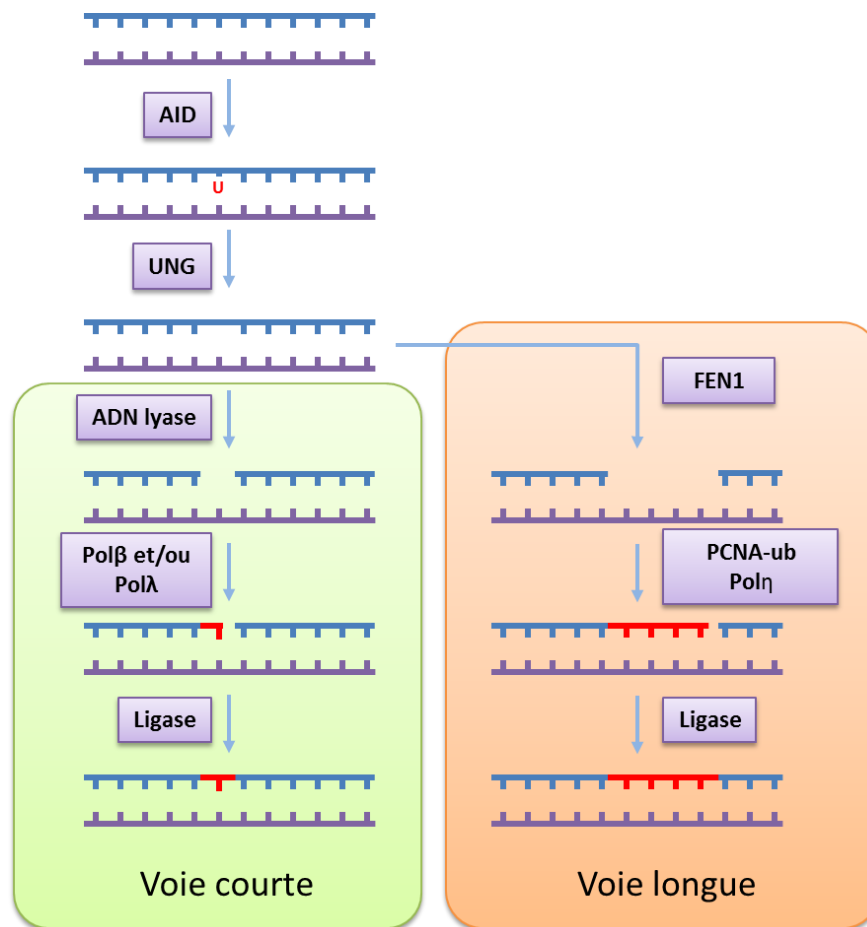 AID
U
UNG
ADN lyase
Polβ et/ou
Polλ
Ligase
Voie courte
FEN1
PCNA-ub
Polη
Ligase
Voie longue